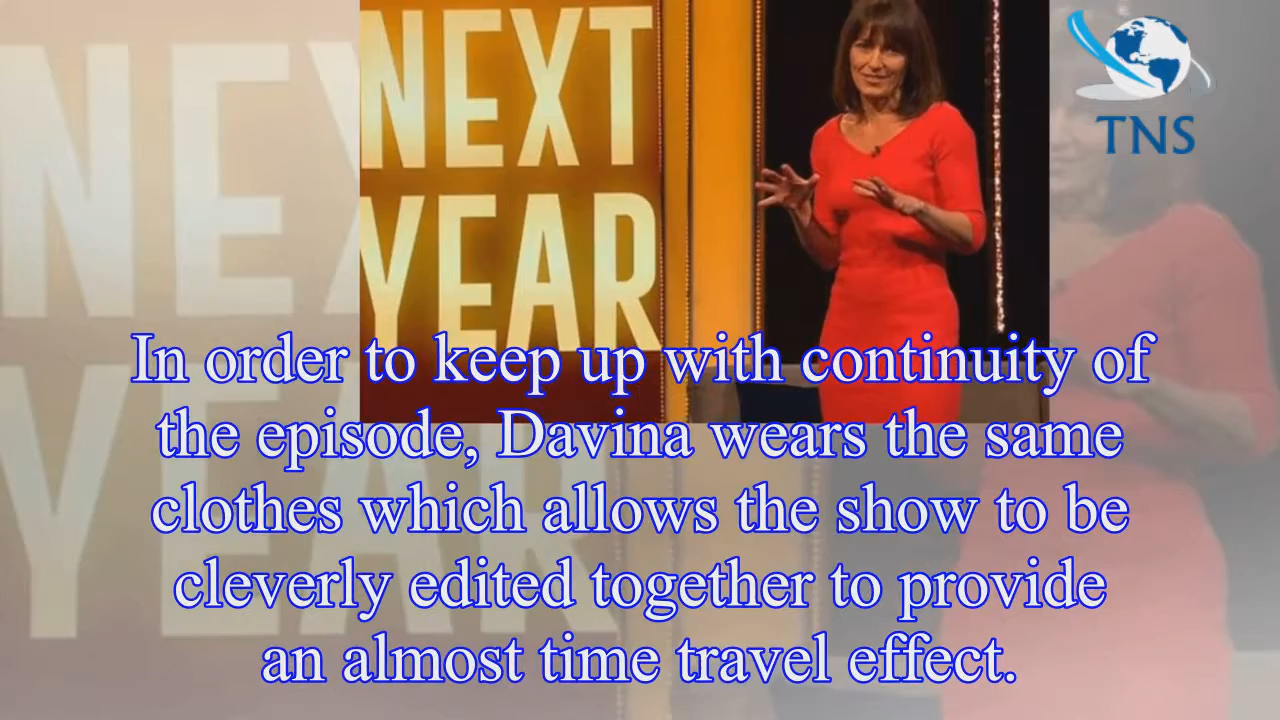 NEXT
YEAR
TNS
In order to keep up with continuity of
the episode, Davina wears the same
clothes which allows the show to be
cleverly edited together to provide
an almost time travel effect.